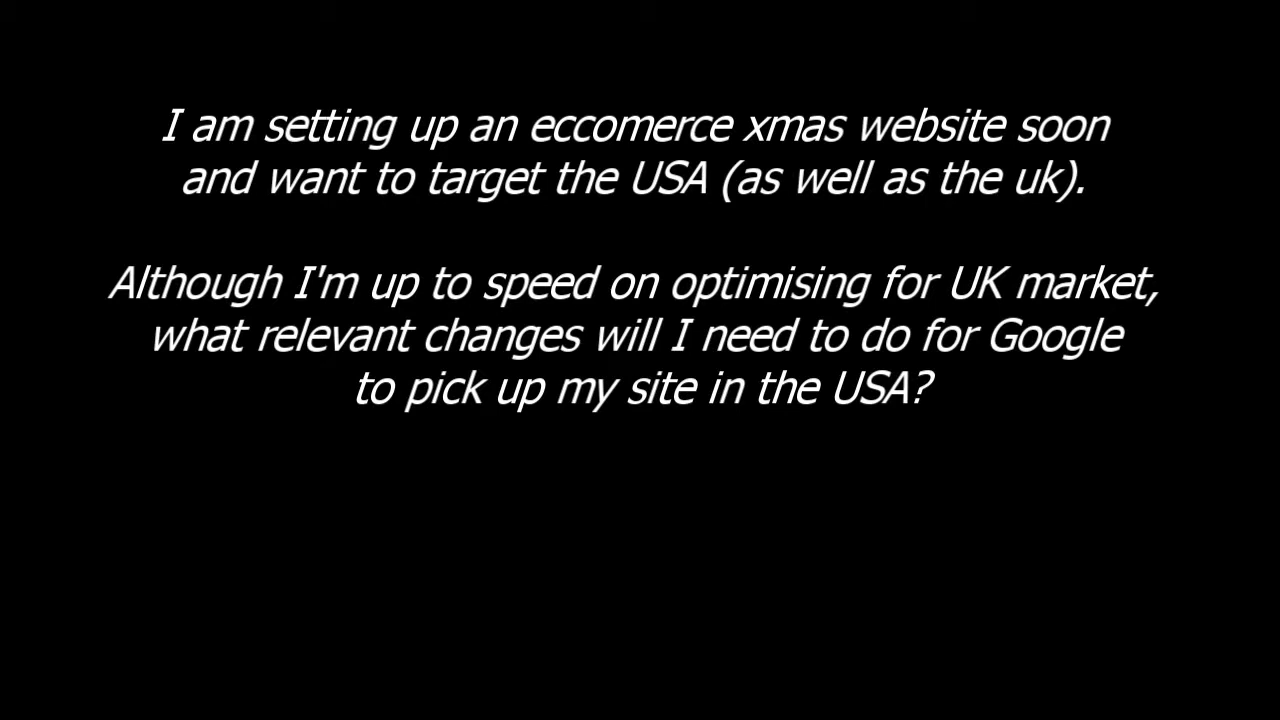 I am setting up an eccomerce xmas website soon
and want to target the USA (as well as the uk).
Although I'm up to speed on optimising for UK market,
what relevant changes will I need to do for Google
to pick up my site in the USA?